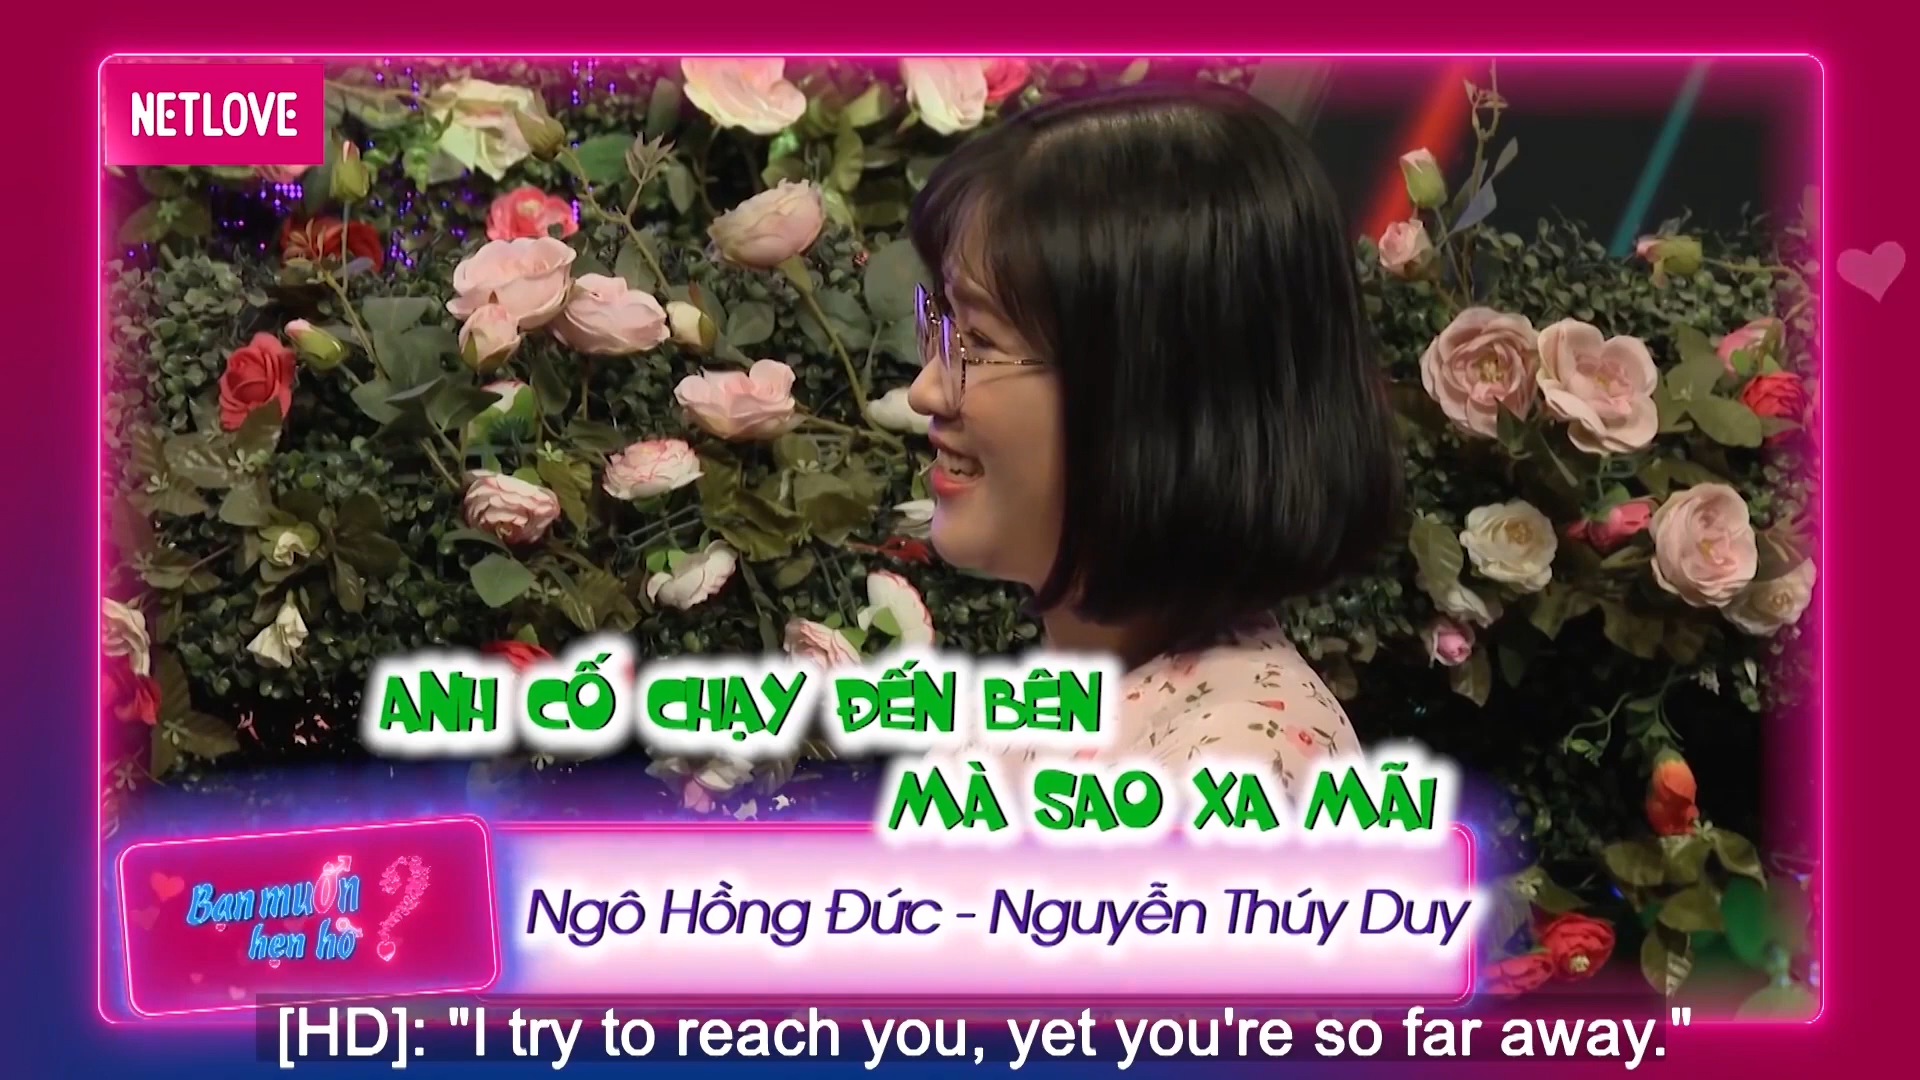 NETLOVE
ANH CỐ CHẠY ĐẾN BÊN
MÀ SAO XA MÃI
Bạn muốn
hẹn hò ?
Ngô Hồng Đức - Nguyễn Thúy Duy
[HD]: "I try to reach you, yet you're so far away."